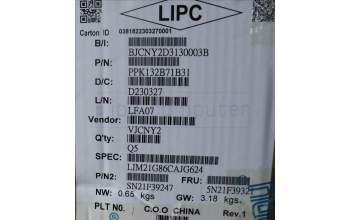 LIPC
Carton ID 0381822303270001
B/I: BJCNY2D3130003B
P/N: PPK132B71B31
D230327
L/N: LFA07
Vendor: VJCNY2
Q'ty: Q5
SPEC: LIM21G86CAJG624
P/N2: SN21F39247 FRU: 5N21F3932
NW: 0.65 kgs. GW: 3.18 kgs.
PLT NO. C.O.O CHINA Rev.1